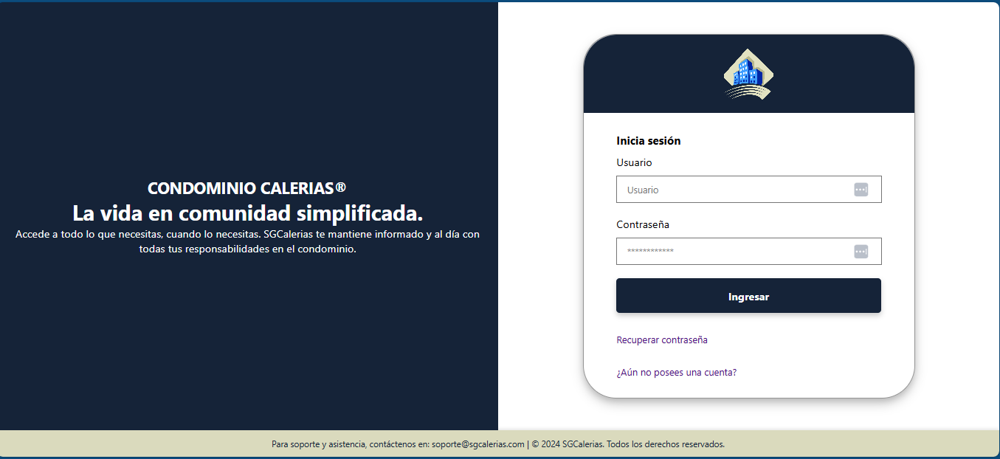 CONDOMINIO CALERIAS®
La vida en comunidad simplificada.
Accede a todo lo que necesitas, cuando lo necesitas. SGCalerias te mantiene informado y al día con
todas tus responsabilidades en el condominio.
Inicia sesión
Usuario
Usuario
Contraseña
************
Ingresar
Recuperar contraseña
¿Aún no posees una cuenta?
Para soporte y asistencia, contáctenos en: soporte@sgcalerias.com | © 2024 SGCalerias. Todos los derechos reservados.